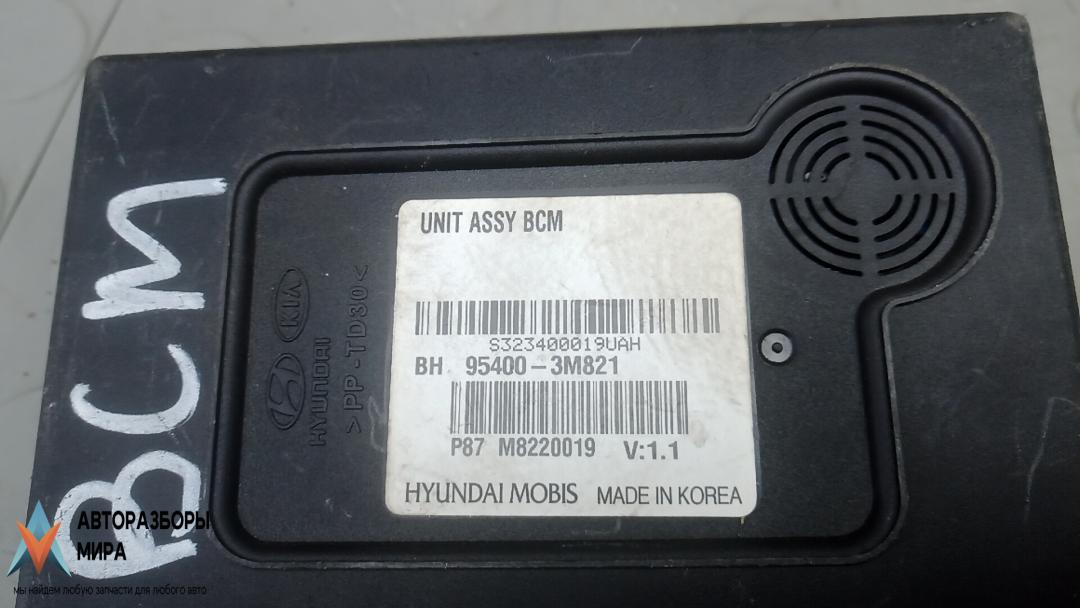 BCM
KIA
HYUNDAI
>PP-TD30<
UNIT ASSY BCM
S323400019UAH
BH 95400-3M821
P87 M8220019 V:1.1
HYUNDAI MOBIS MADE IN KOREA
АВТОРАЗБОРЫ
МИРА
мы найдем любую запчасти для любого авто